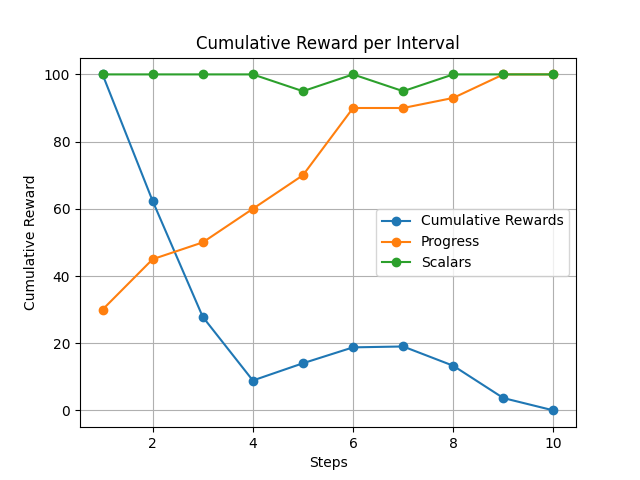 Cumulative Reward per Interval
100
80
60
40
20
0
Cumulative Reward
Cumulative Rewards
Progress
Scalars
2
4
6
8
10
Steps